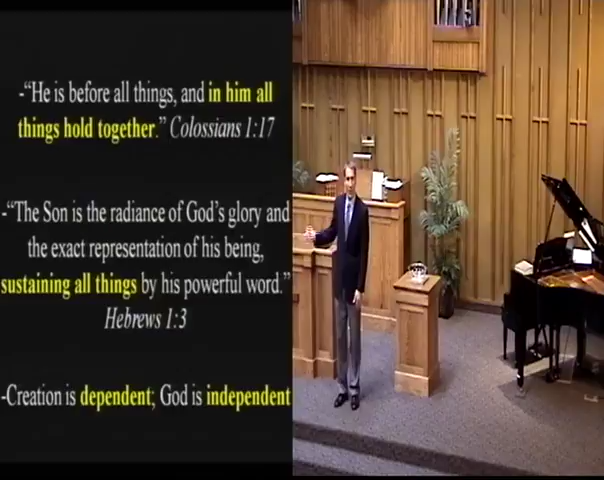 -“He is before all things, and in him all
things hold together.” Colossians 1:17
-“The Son is the radiance of God’s glory and
the exact representation of his being,
sustaining all things by his powerful word.”
Hebrews 1:3
-Creation is dependent; God is independent